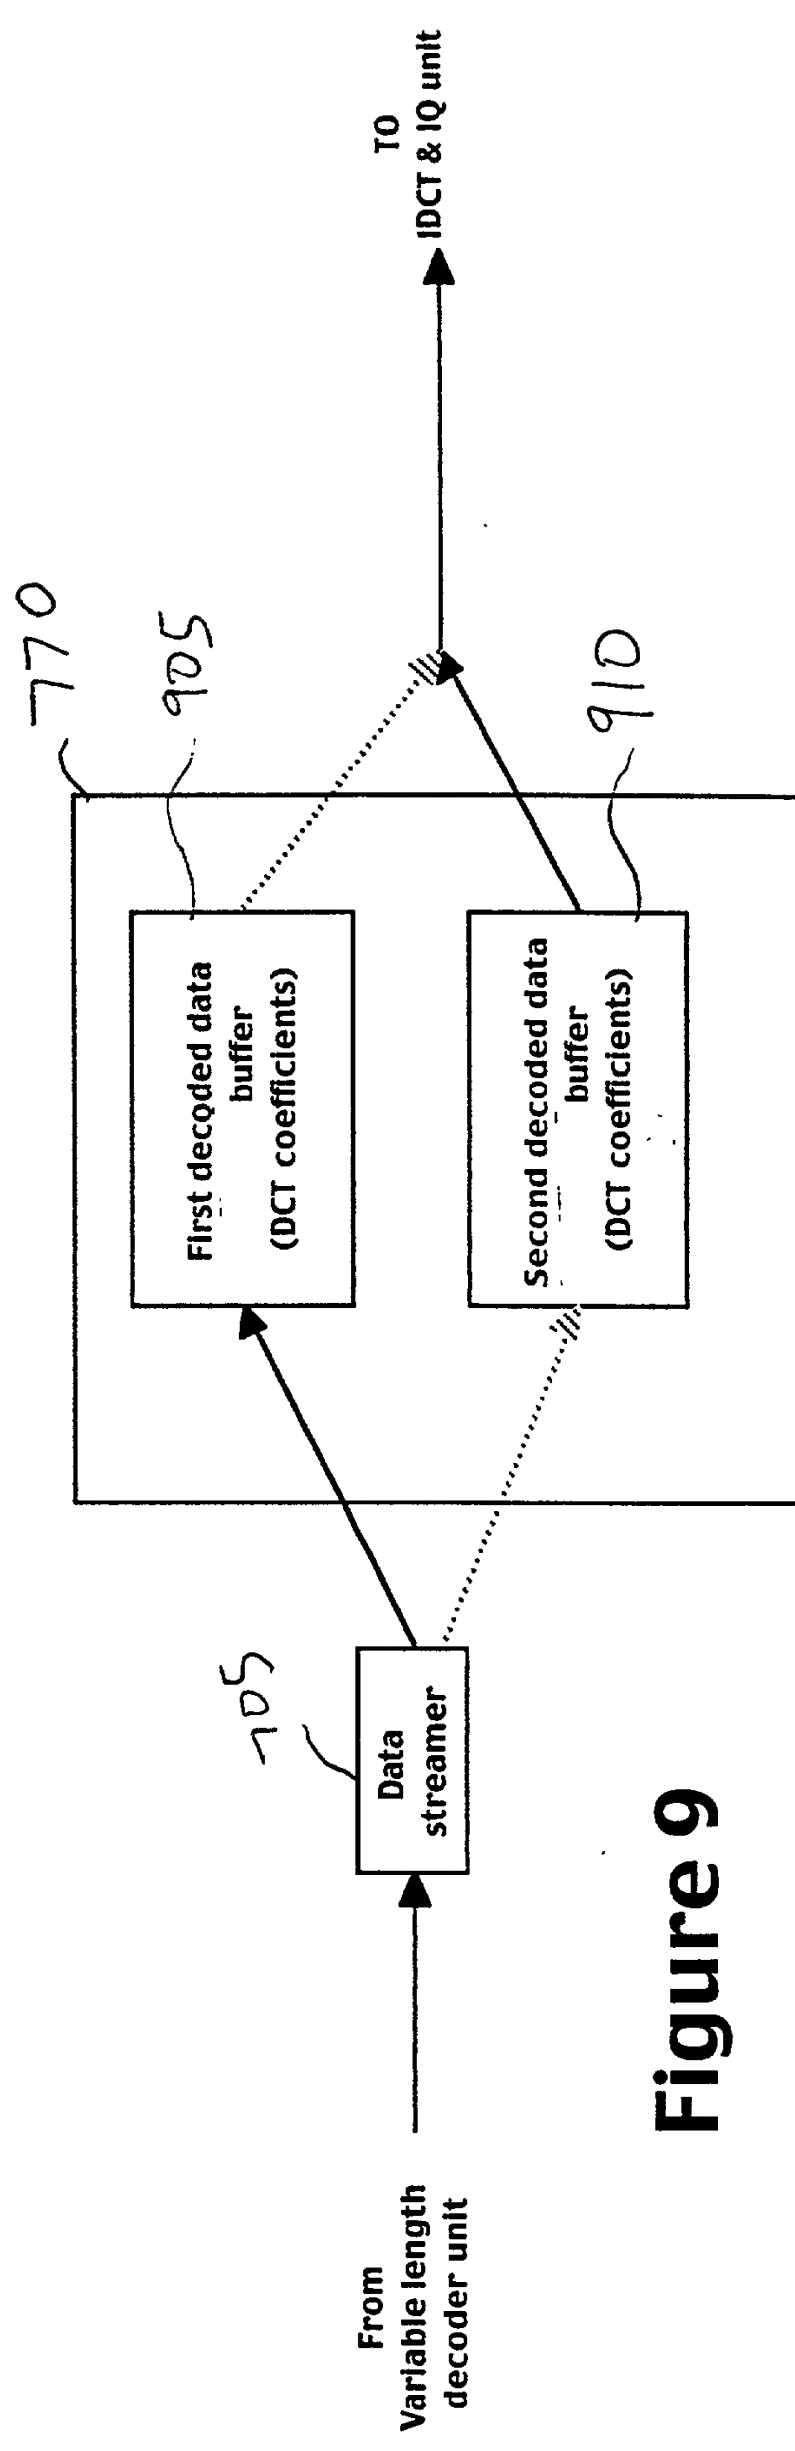 From
Variable length
decoder unit
705
Data
streamer
770
905
First decoded data
buffer
(DCT coefficients)
910
Second decoded data
buffer
(DCT coefficients)
TO
IDCT & IQ unit
Figure 9